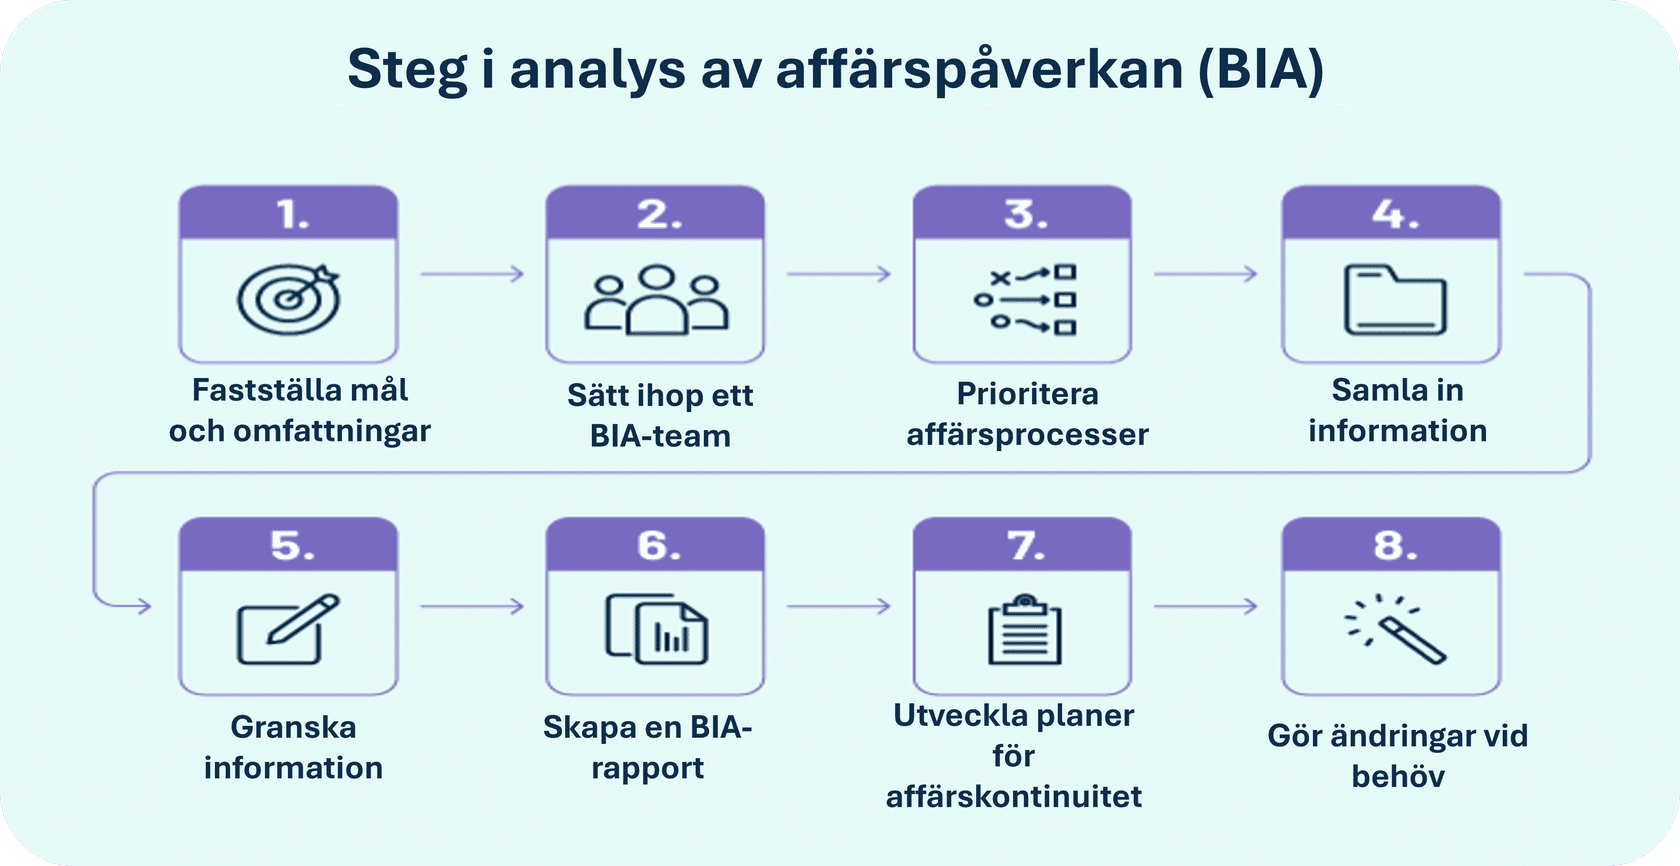 Steg i analys av affärspåverkan (BIA)
1.
Fastställa mål
och omfattningar
2.
Sätt ihop ett
BIA-team
3.
Prioritera
affärsprocesser
4.
Samla in
information
5.
Granska
information
6.
Skapa en BIA-
rapport
7.
Utveckla planer
för
affärskontinuitet
8.
Gör ändringar vid
behöv